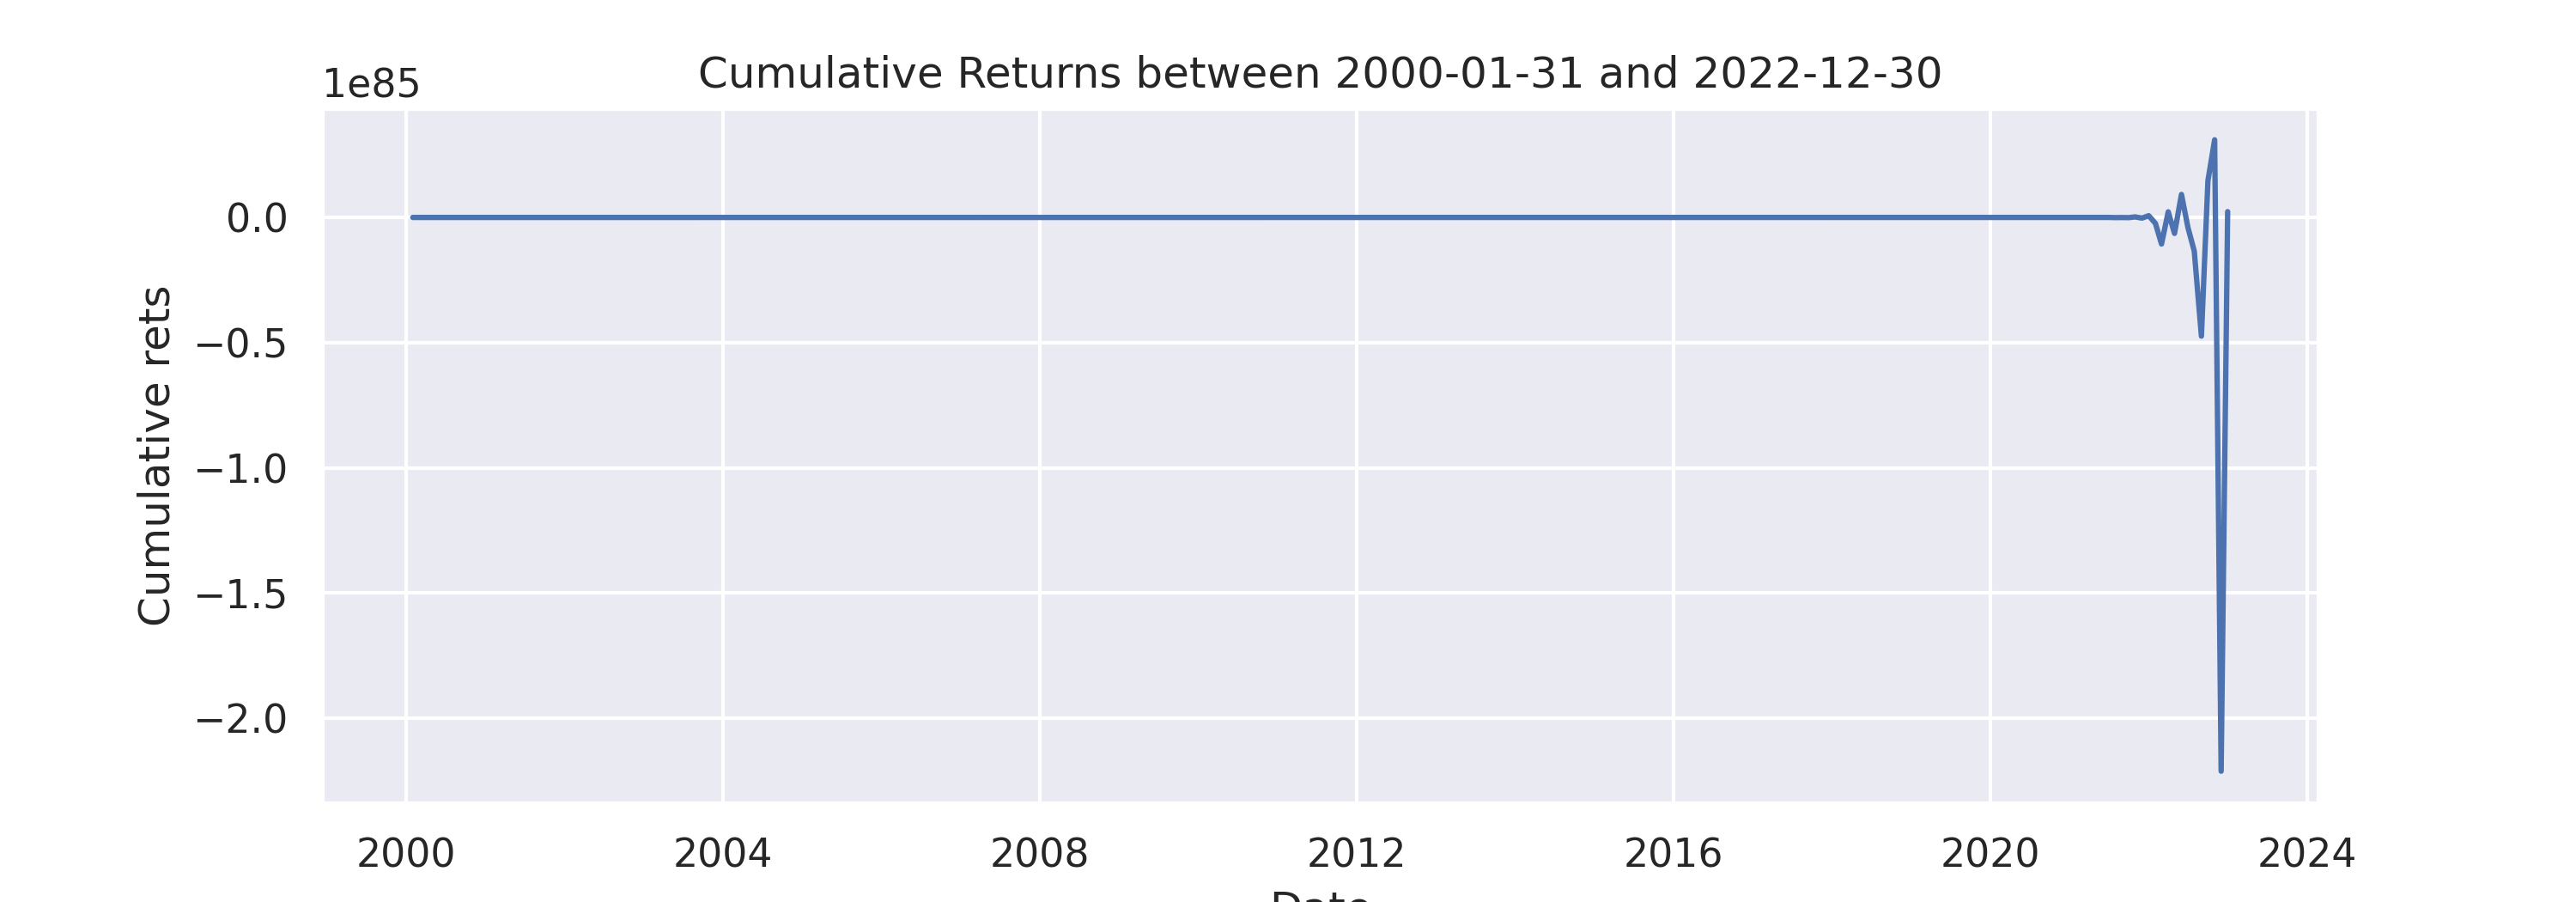 Cumulative Returns between 2000-01-31 and 2022-12-30
1e85
0.0
−0.5
−1.0
−1.5
−2.0
Cumulative rets
2000 2004 2008 2012 2016 2020 2024
Date